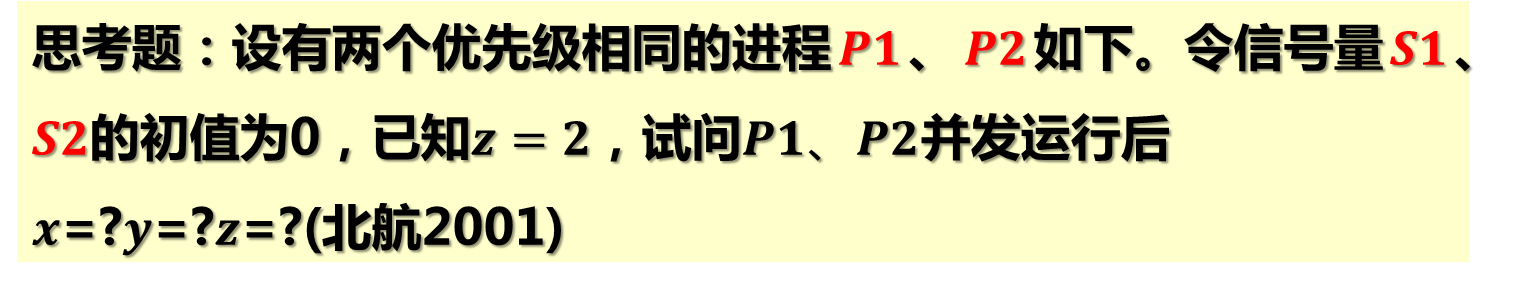 思考题：设有两个优先级相同的进程P1、P2如下。令信号量S1、
S2的初值为0，已知z = 2，试问P1、P2并发运行后
x=?y=?z=?(北航2001)